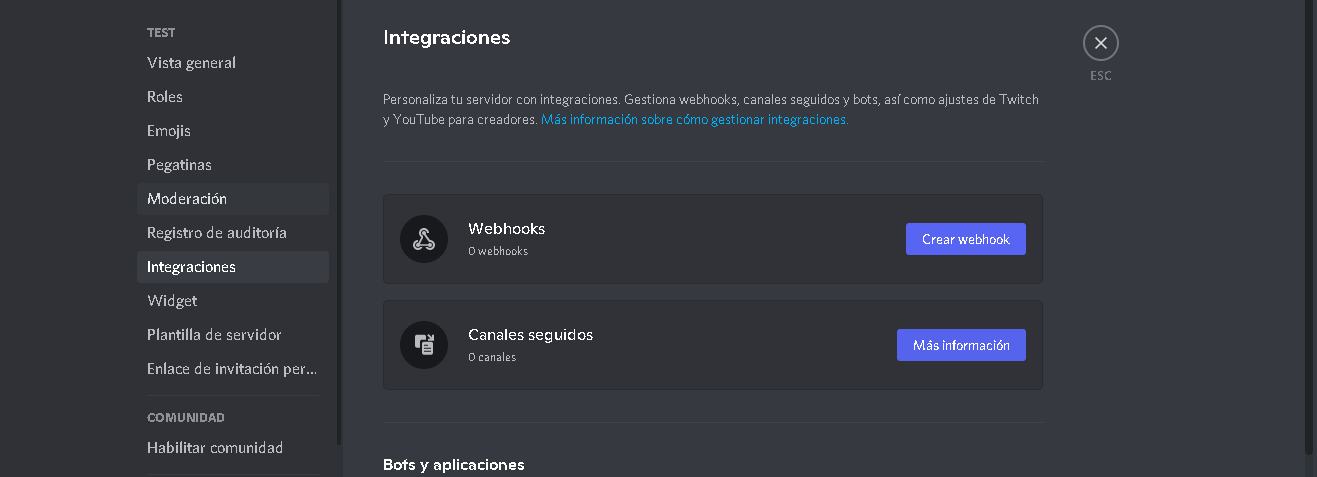 TEST
Vista general
Roles
Emojis
Pegatinas
Moderación
Registro de auditoría
Integraciones
Widget
Plantilla de servidor
Enlace de invitación per...
COMUNIDAD
Habilitar comunidad
Integraciones
ESC
Personaliza tu servidor con integraciones. Gestiona webhooks, canales seguidos y bots, así como ajustes de Twitch
y YouTube para creadores. Más información sobre cómo gestionar integraciones.
Webhooks
0 webhooks
Crear webhook
Canales seguidos
0 canales
Más información
Bots y aplicaciones